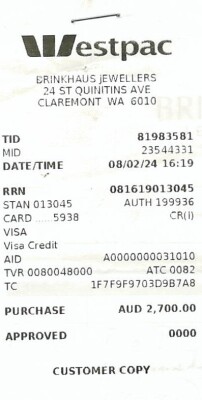 Westpac
BRINKHAUS JEWELLERS
24 ST QUINITINS AVE
CLAREMONT WA 6010
TID 81983581
MID 23544331
DATE/TIME 08/02/24 16:19
RRN 081619013045
STAN 013045 AUTH 199936
CARD ......5938 CR(I)
VISA
Visa Credit
AID A0000000031010
TVR 0080048000 ATC 0082
TC 1F7F9F9703D9B7A8
PURCHASE AUD 2,700.00
APPROVED 0000
CUSTOMER COPY